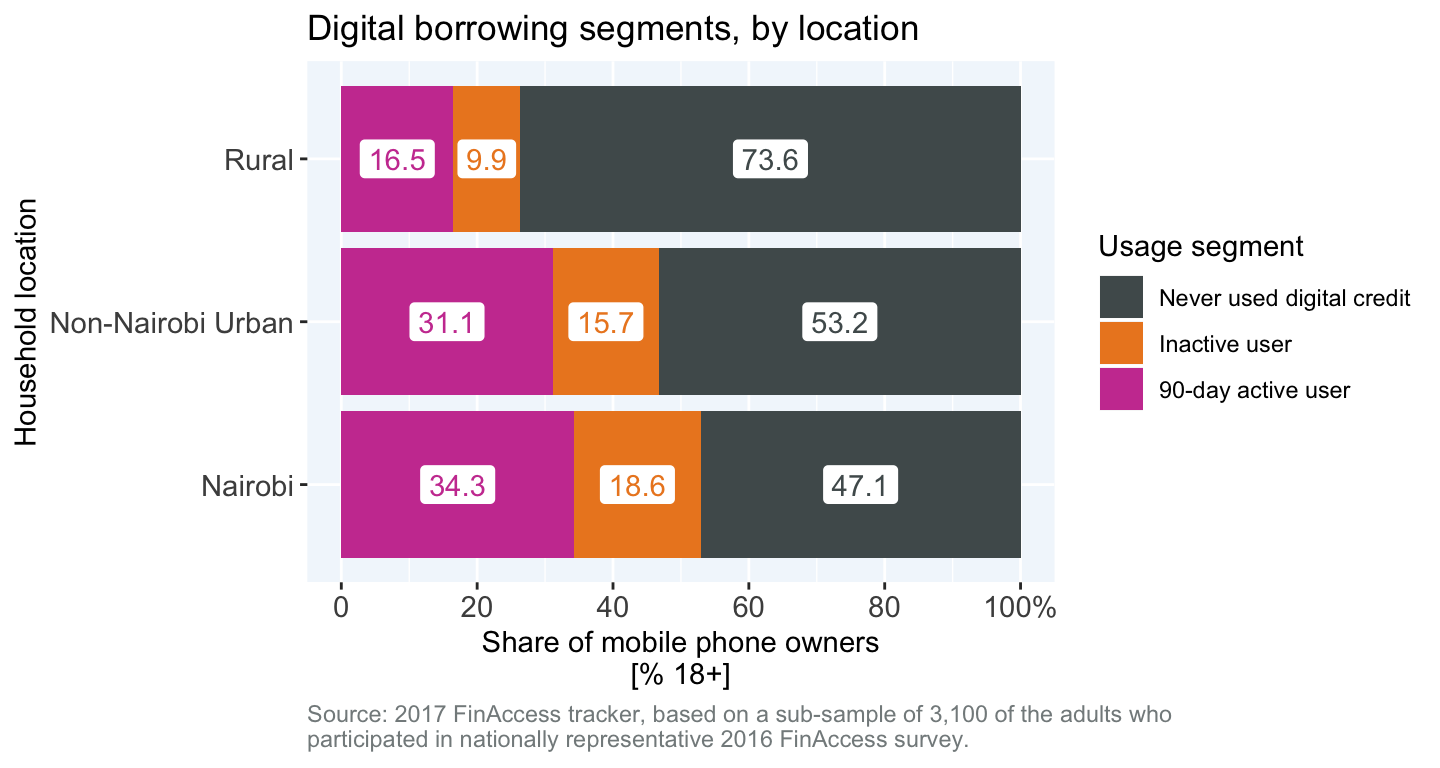 Digital borrowing segments, by location
Household location
Rural
16.5
9.9
73.6
Non-Nairobi Urban
31.1
15.7
53.2
Nairobi
34.3
18.6
47.1
0
20
40
60
80
100%
Share of mobile phone owners
[% 18+]
Usage segment
Never used digital credit
Inactive user
90-day active user
Source: 2017 FinAccess tracker, based on a sub-sample of 3,100 of the adults who
participated in nationally representative 2016 FinAccess survey.